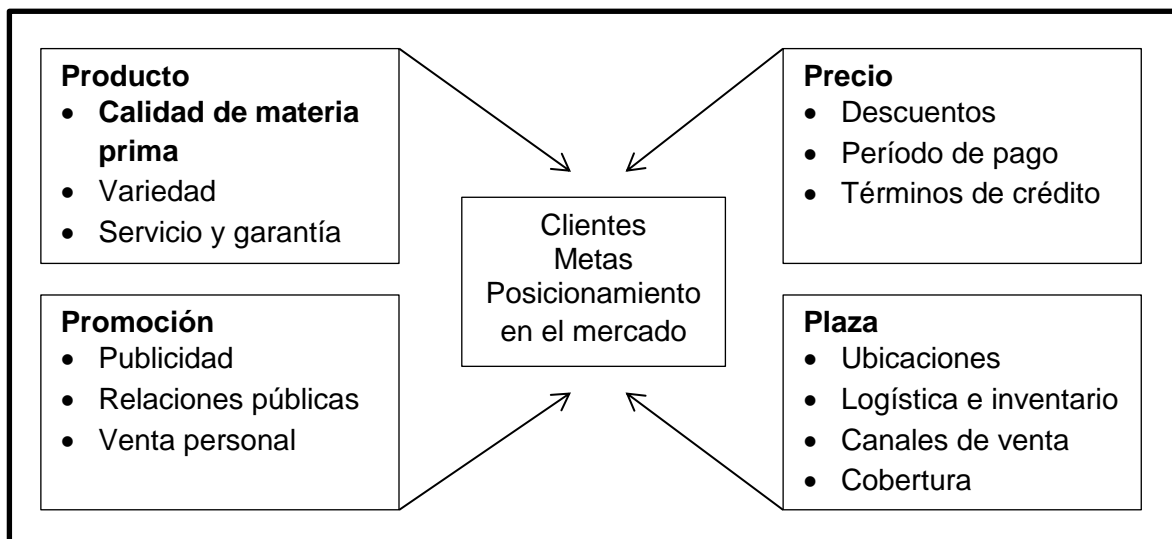 Producto
• Calidad de materia
prima
• Variedad
• Servicio y garantía
Precio
• Descuentos
• Período de pago
• Términos de crédito
Clientes
Metas
Posicionamiento
en el mercado
Promoción
• Publicidad
• Relaciones públicas
• Venta personal
Plaza
• Ubicaciones
• Logística e inventario
• Canales de venta
• Cobertura